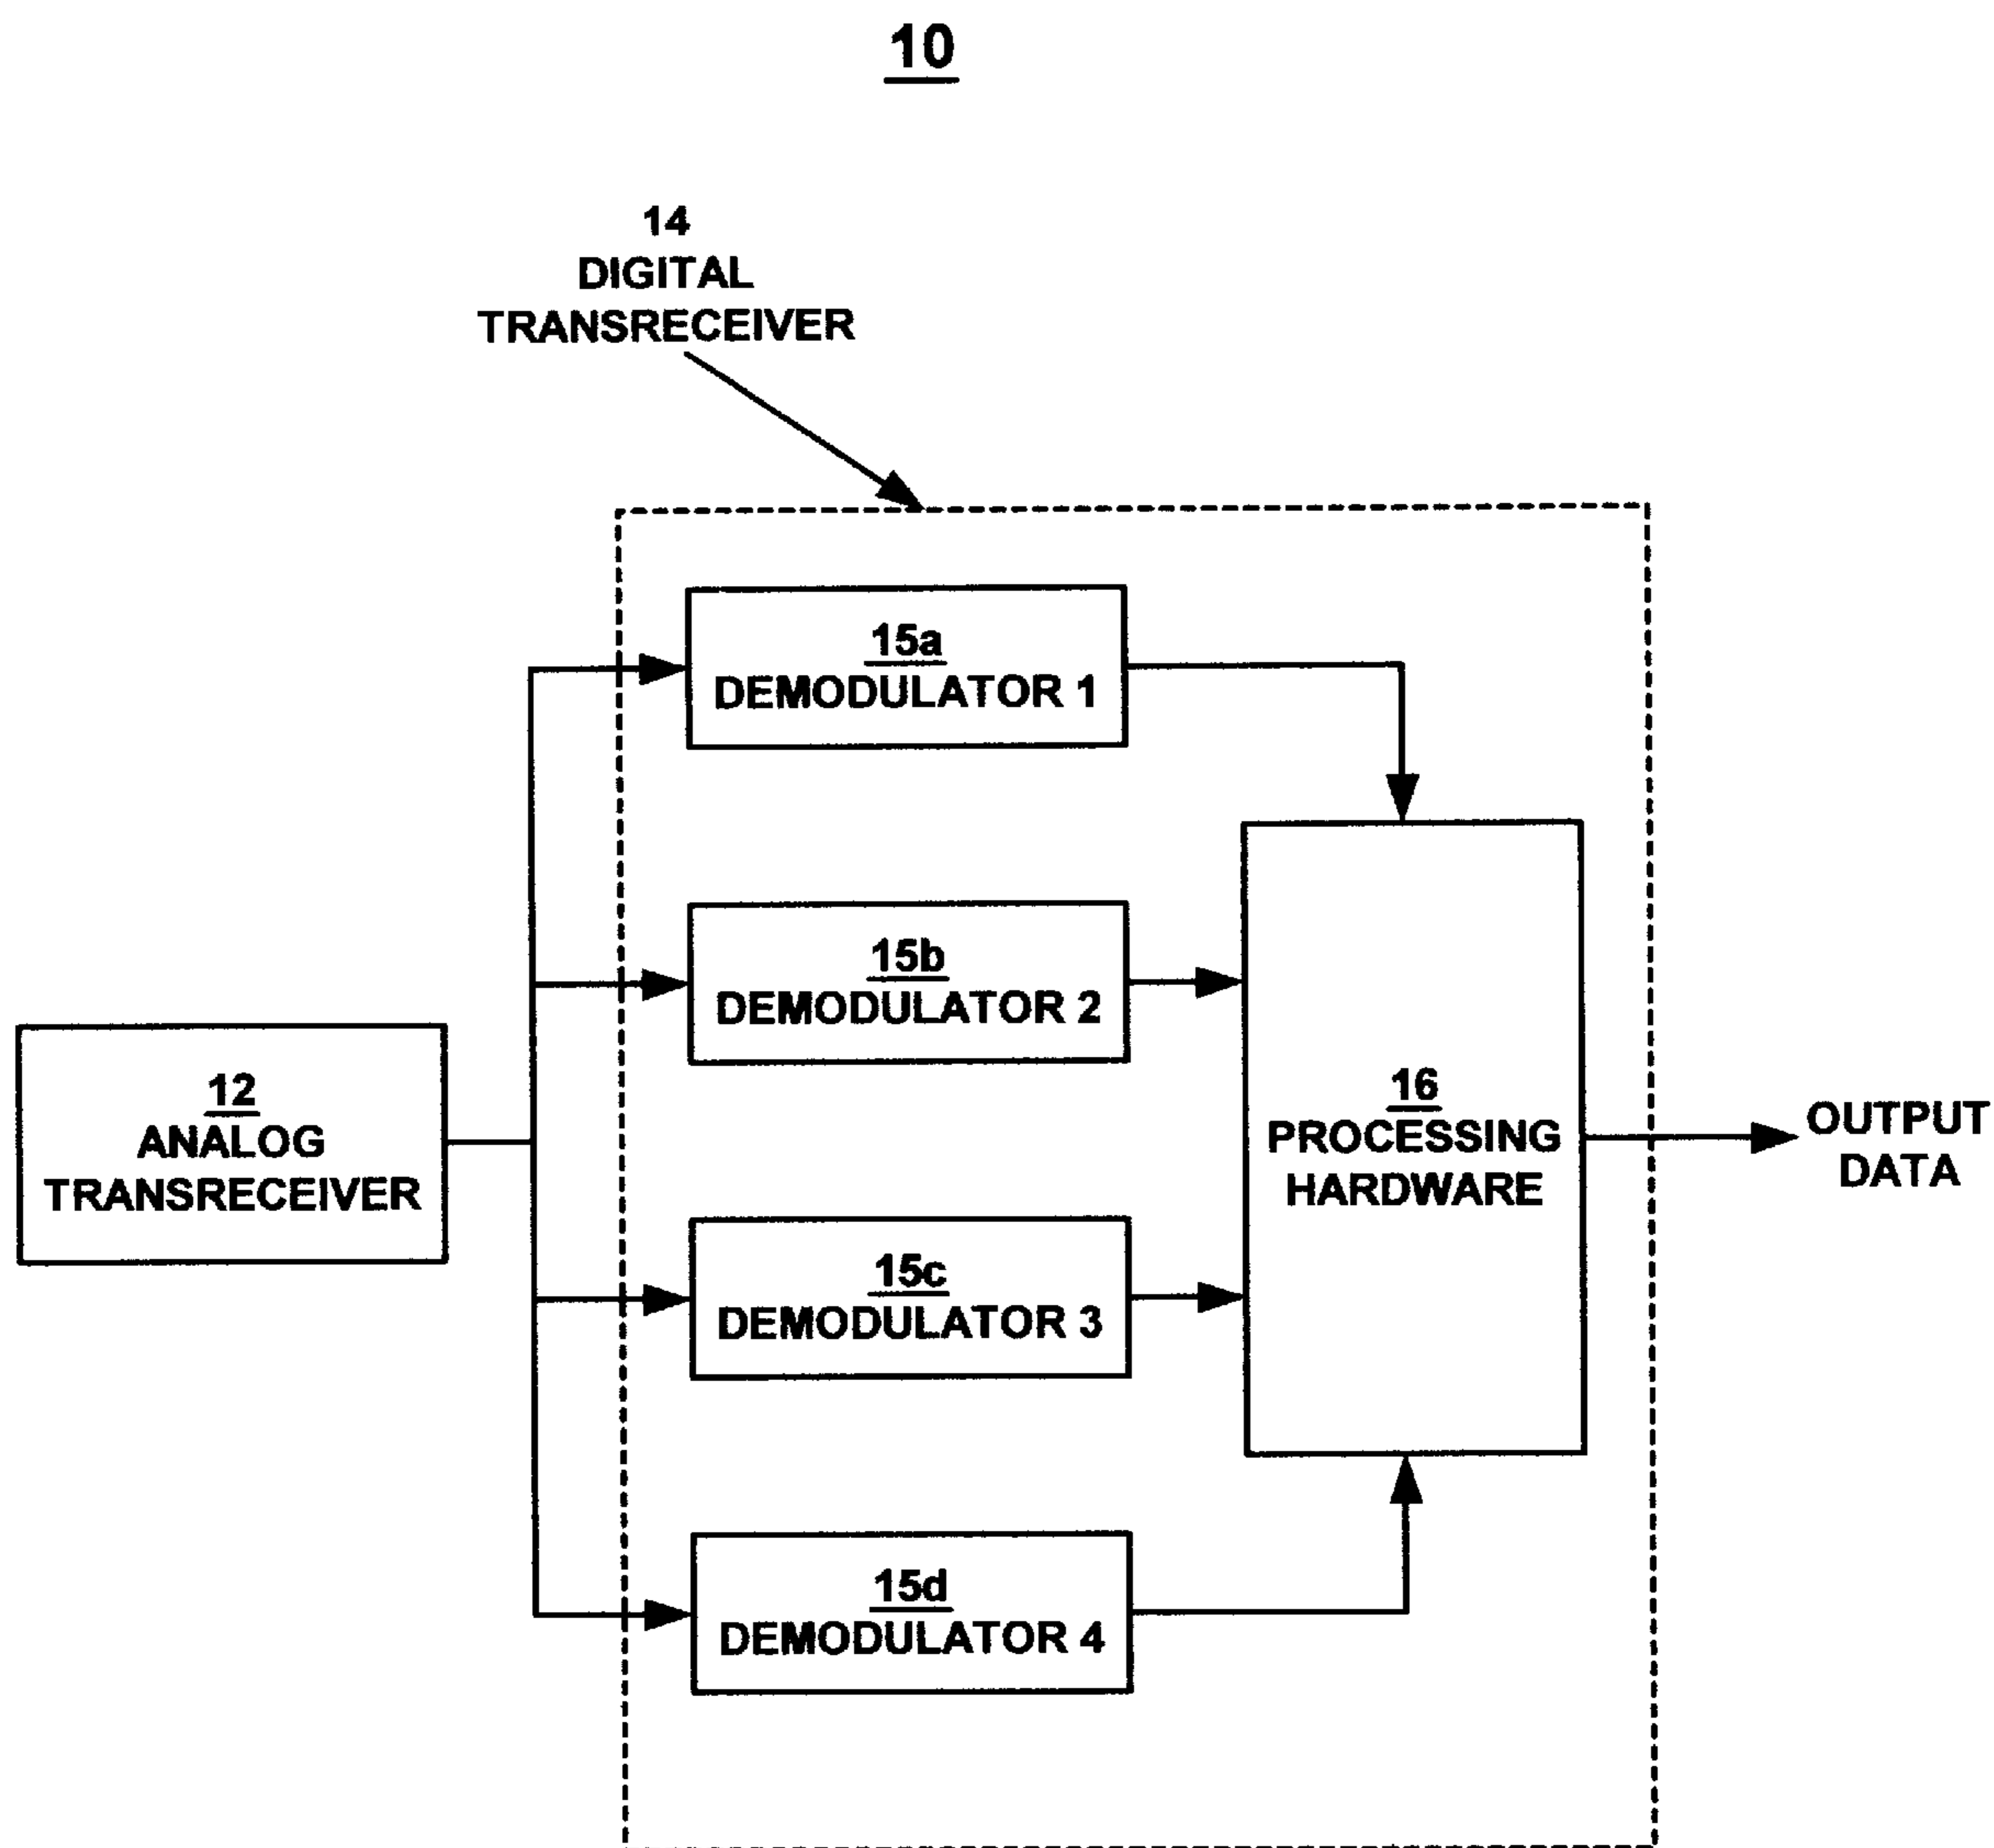 10
14
DIGITAL
TRANSRECEIVER
15a
DEMODULATOR 1
15b
DEMODULATOR 2
12
ANALOG
TRANSRECEIVER
16
PROCESSING
HARDWARE
OUTPUT
DATA
15c
DEMODULATOR 3
15d
DEMODULATOR 4